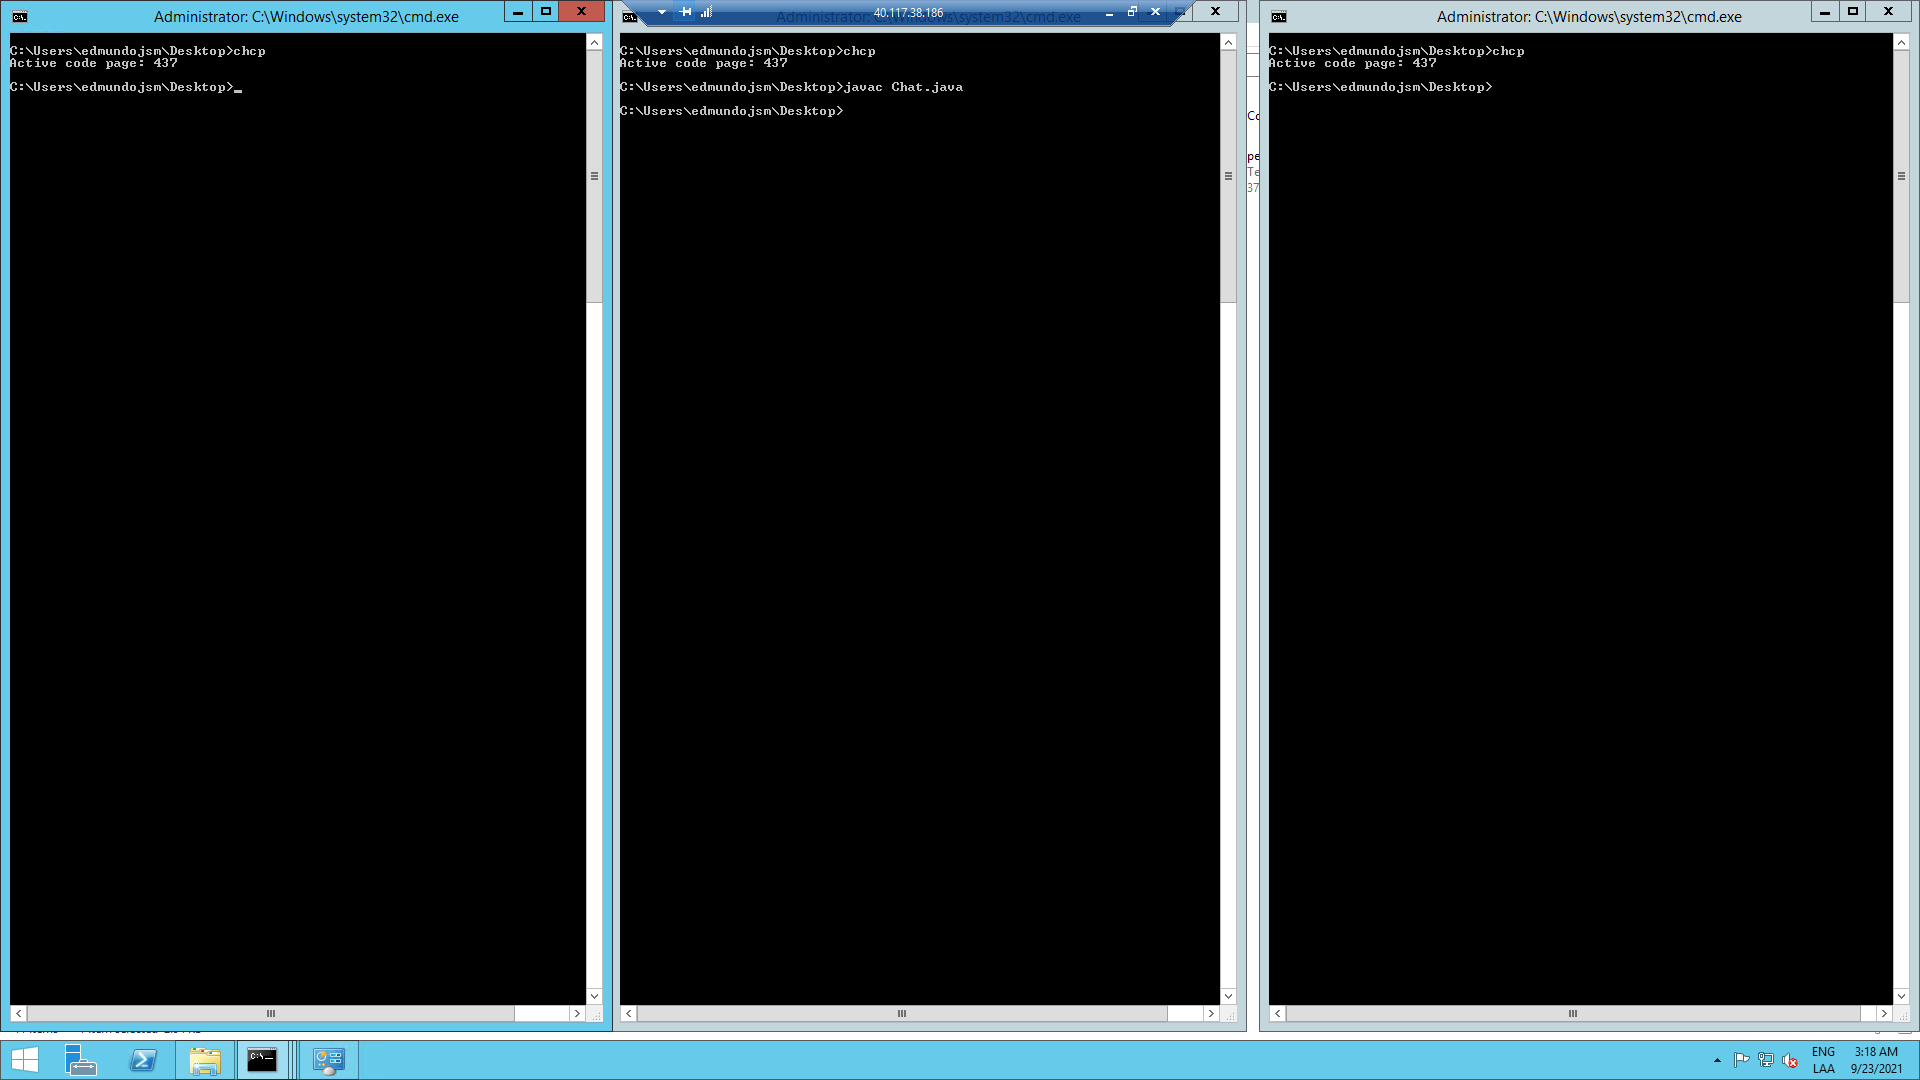 Administrator: C:\Windows\system32\cmd.exe
C:\Users\edmundojsm\Desktop>chcp
Active code page: 437
C:\Users\edmundojsm\Desktop>
40.117.38.186
Administrator: C:\Windows\system32\cmd.exe
C:\Users\edmundojsm\Desktop>chcp
Active code page: 437
C:\Users\edmundojsm\Desktop>javac Chat.java
C:\Users\edmundojsm\Desktop>
Co
pe
Te
37
Administrator: C:\Windows\system32\cmd.exe
C:\Users\edmundojsm\Desktop>chcp
Active code page: 437
C:\Users\edmundojsm\Desktop>
ENG
LAA
3:18 AM
9/23/2021